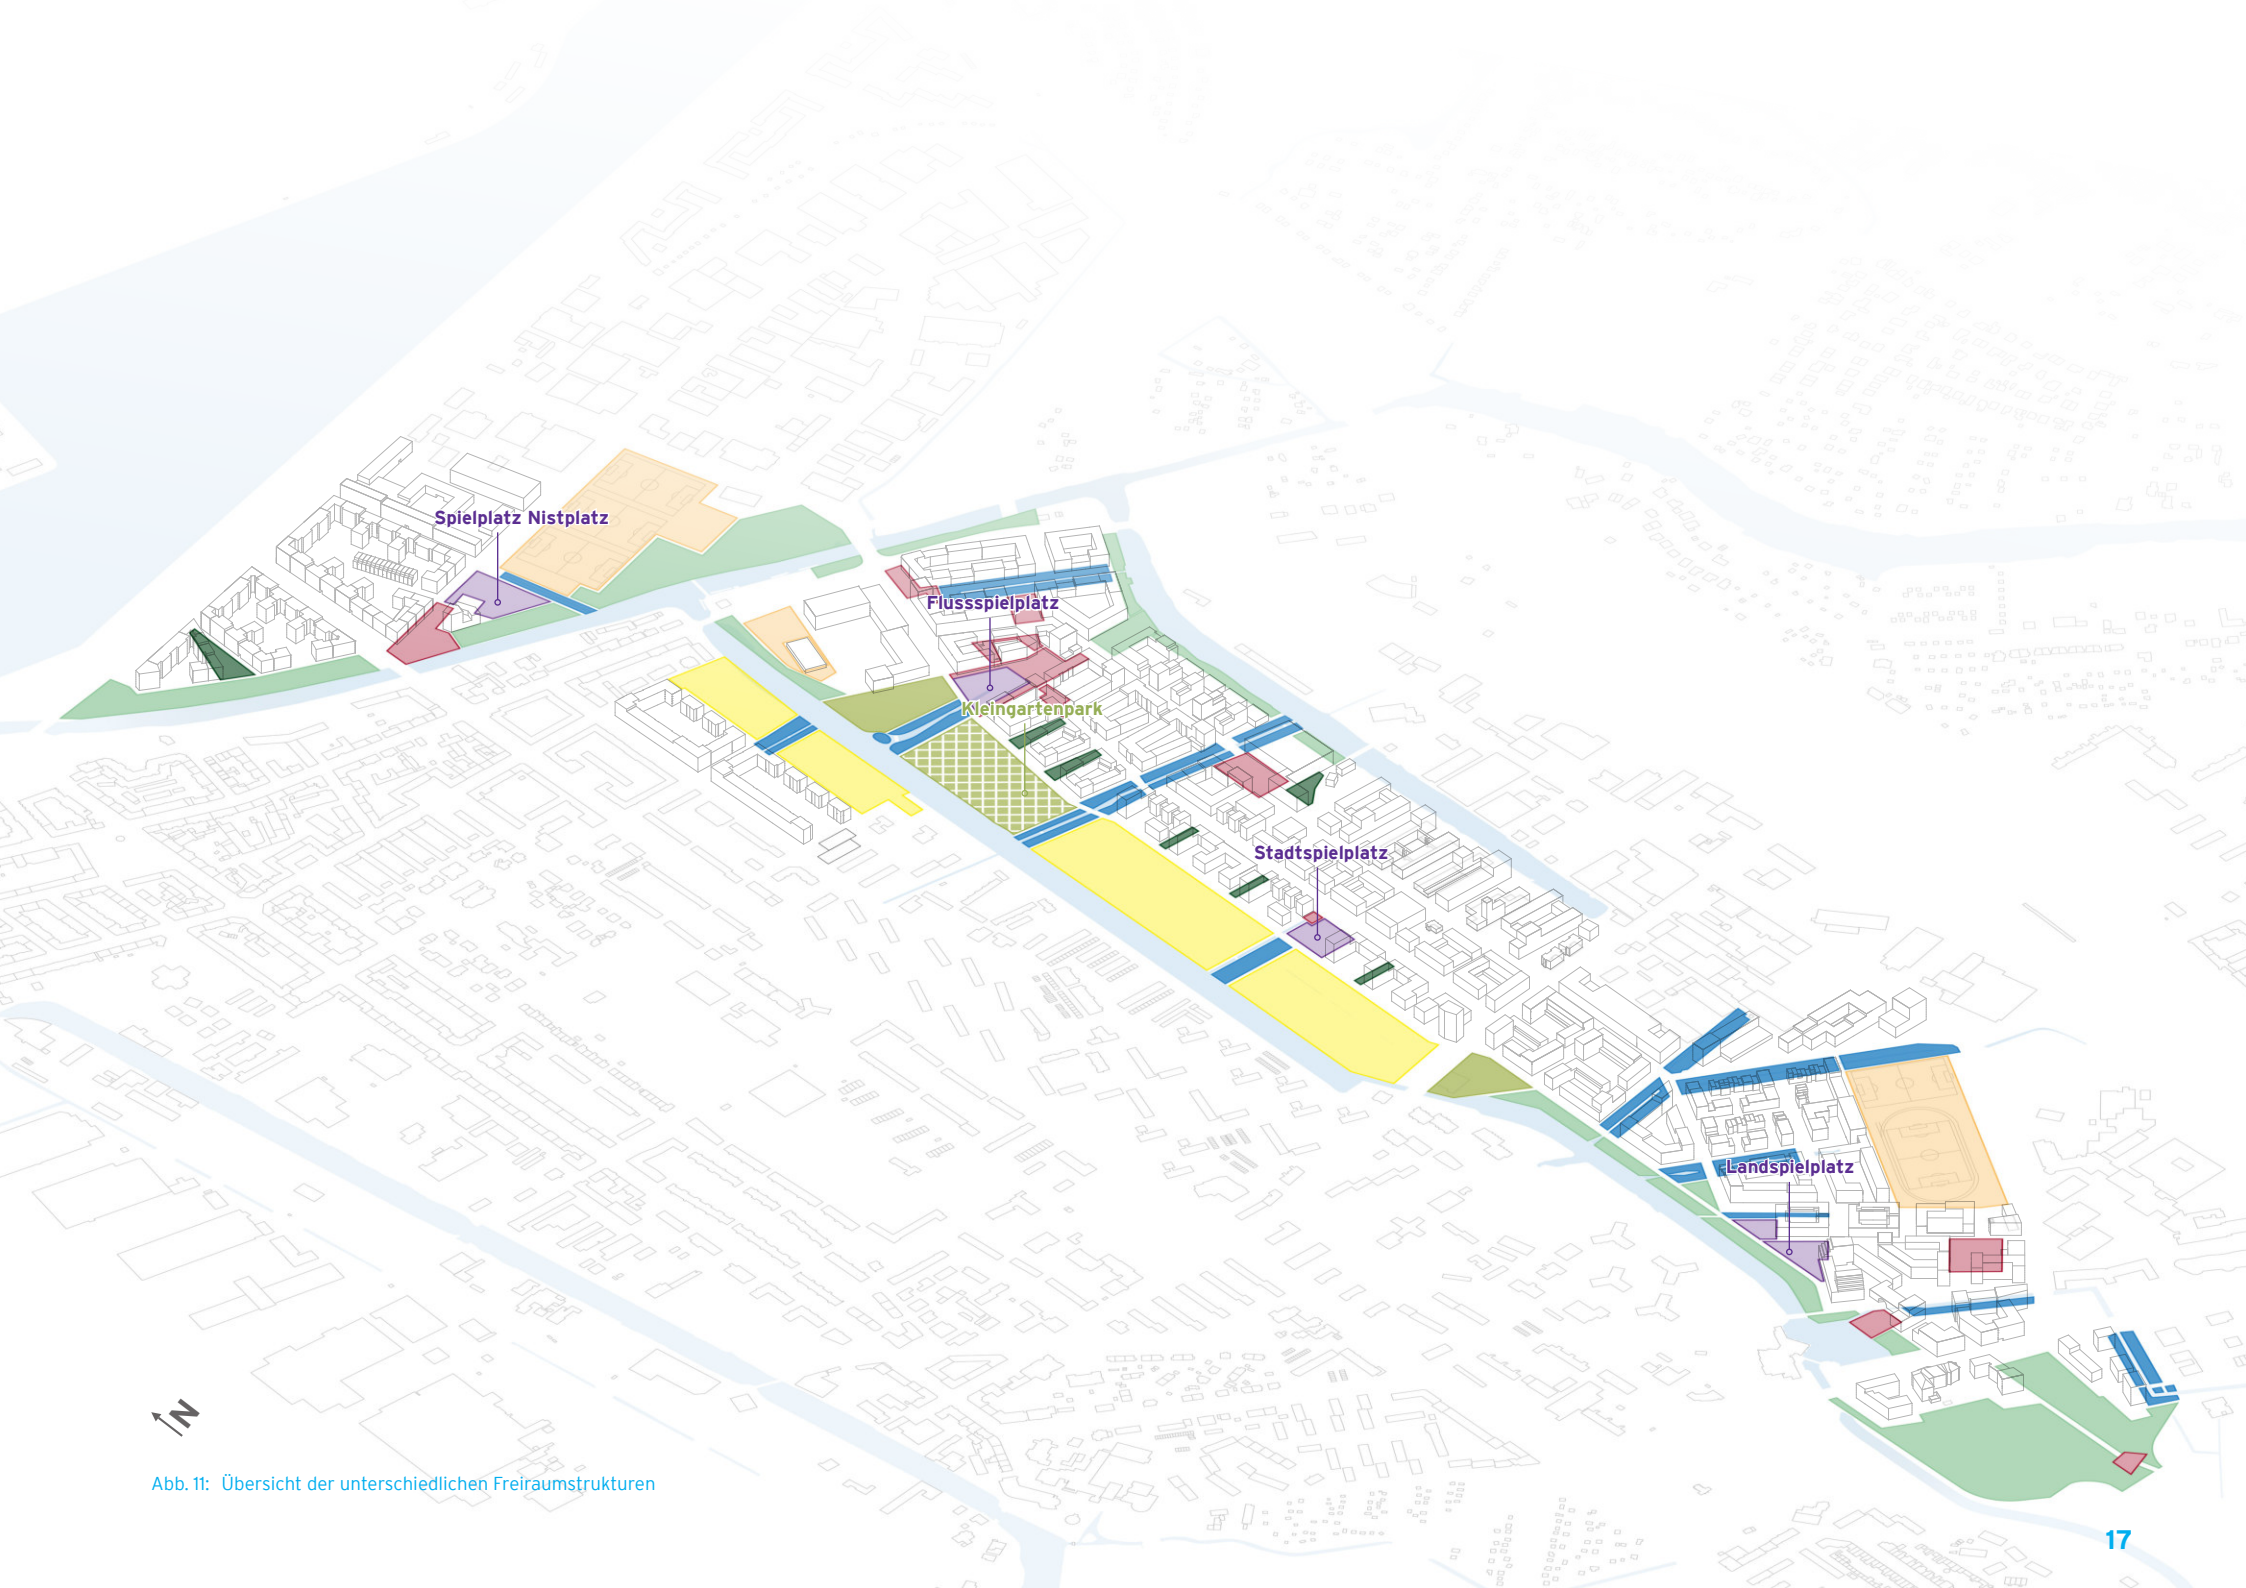 Spielplatz Nistplatz
Flussspielplatz
Kleingartenpark
Stadtspielplatz
Landspielplatz
N
Abb. 11: Übersicht der unterschiedlichen Freiraumstrukturen
17